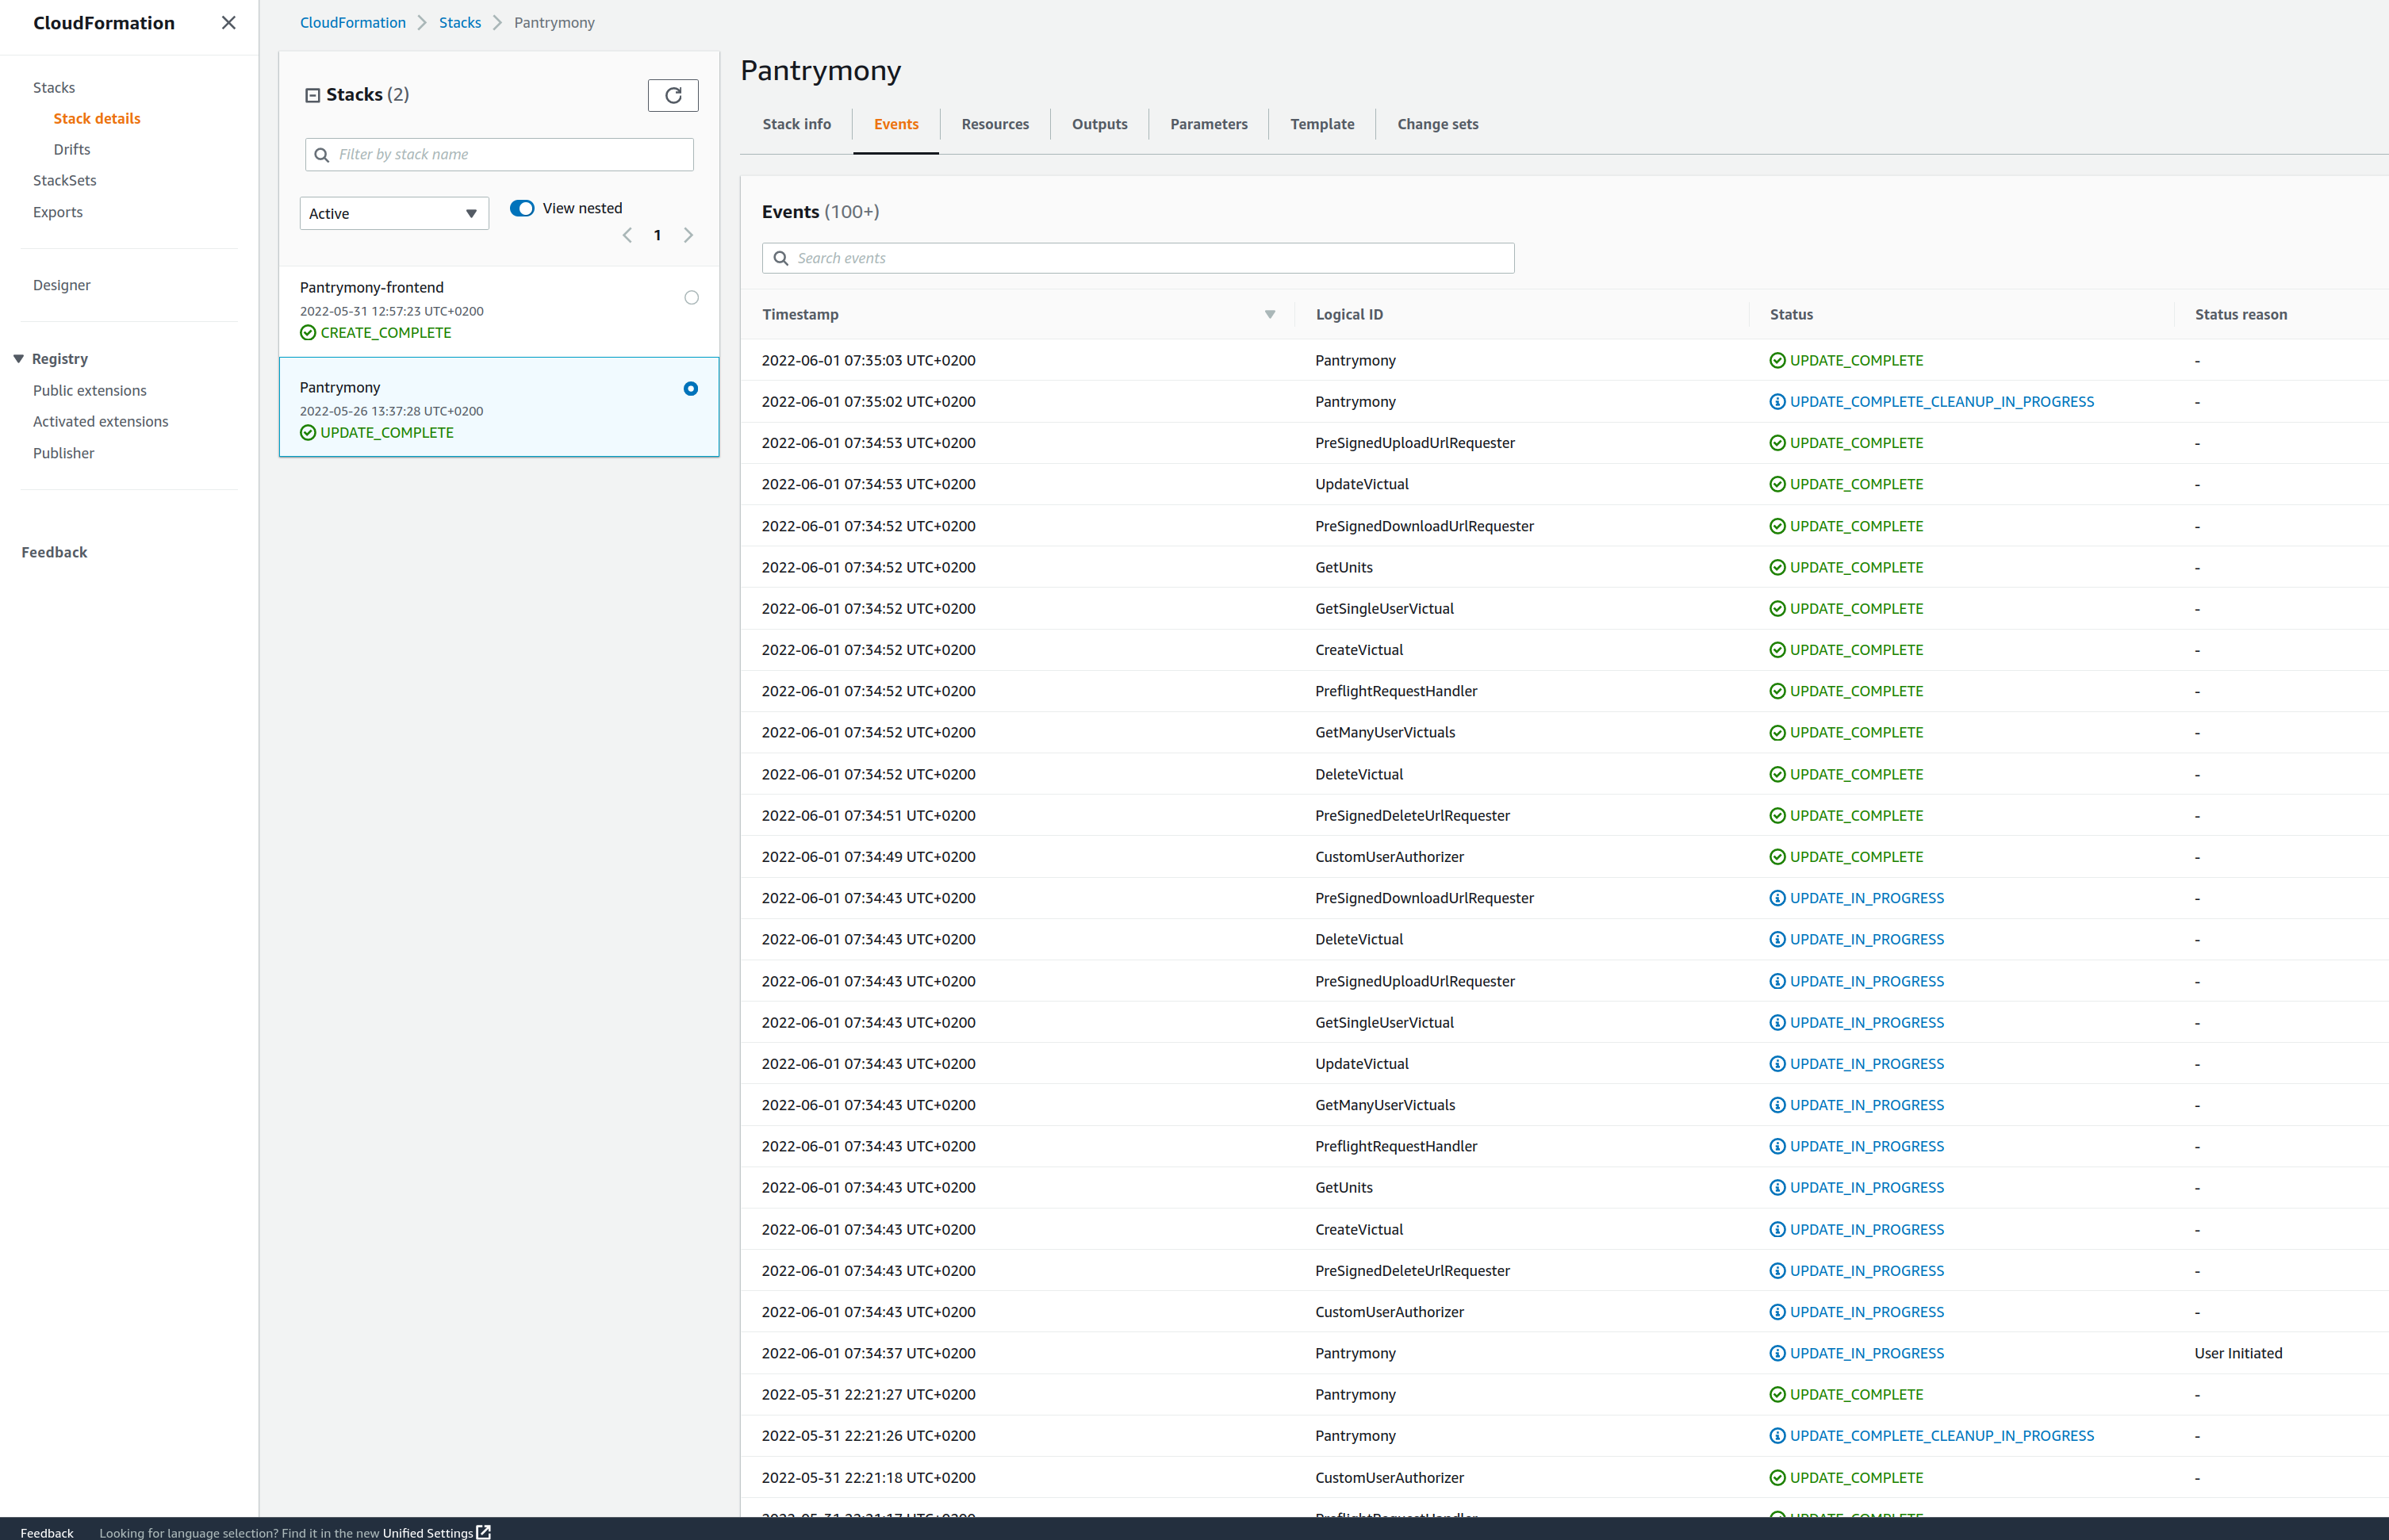 CloudFormation
Stacks
Stack details
Drifts
StackSets
Exports
Designer
Registry
Public extensions
Activated extensions
Publisher
Feedback
CloudFormation Stacks Pantrymony
Stacks (2)
Filter by stack name
Active View nested
1
Pantrymony-frontend
2022-05-31 12:57:23 UTC+0200
CREATE_COMPLETE
Pantrymony
2022-05-26 13:37:28 UTC+0200
UPDATE_COMPLETE
Pantrymony
Stack info Events Resources Outputs Parameters Template Change sets
Events (100+)
Search events
Timestamp Logical ID Status Status reason
2022-06-01 07:35:03 UTC+0200 Pantrymony UPDATE_COMPLETE -
2022-06-01 07:35:02 UTC+0200 Pantrymony UPDATE_COMPLETE_CLEANUP_IN_PROGRESS -
2022-06-01 07:34:53 UTC+0200 PreSignedUploadUrlRequester UPDATE_COMPLETE -
2022-06-01 07:34:53 UTC+0200 UpdateVictual UPDATE_COMPLETE -
2022-06-01 07:34:52 UTC+0200 PreSignedDownloadUrlRequester UPDATE_COMPLETE -
2022-06-01 07:34:52 UTC+0200 GetUnits UPDATE_COMPLETE -
2022-06-01 07:34:52 UTC+0200 GetSingleUserVictual UPDATE_COMPLETE -
2022-06-01 07:34:52 UTC+0200 CreateVictual UPDATE_COMPLETE -
2022-06-01 07:34:52 UTC+0200 PreflightRequestHandler UPDATE_COMPLETE -
2022-06-01 07:34:52 UTC+0200 GetManyUserVictuals UPDATE_COMPLETE -
2022-06-01 07:34:52 UTC+0200 DeleteVictual UPDATE_COMPLETE -
2022-06-01 07:34:51 UTC+0200 PreSignedDeleteUrlRequester UPDATE_COMPLETE -
2022-06-01 07:34:49 UTC+0200 CustomUserAuthorizer UPDATE_COMPLETE -
2022-06-01 07:34:43 UTC+0200 PreSignedDownloadUrlRequester UPDATE_IN_PROGRESS -
2022-06-01 07:34:43 UTC+0200 DeleteVictual UPDATE_IN_PROGRESS -
2022-06-01 07:34:43 UTC+0200 PreSignedUploadUrlRequester UPDATE_IN_PROGRESS -
2022-06-01 07:34:43 UTC+0200 GetSingleUserVictual UPDATE_IN_PROGRESS -
2022-06-01 07:34:43 UTC+0200 UpdateVictual UPDATE_IN_PROGRESS -
2022-06-01 07:34:43 UTC+0200 GetManyUserVictuals UPDATE_IN_PROGRESS -
2022-06-01 07:34:43 UTC+0200 PreflightRequestHandler UPDATE_IN_PROGRESS -
2022-06-01 07:34:43 UTC+0200 GetUnits UPDATE_IN_PROGRESS -
2022-06-01 07:34:43 UTC+0200 CreateVictual UPDATE_IN_PROGRESS -
2022-06-01 07:34:43 UTC+0200 PreSignedDeleteUrlRequester UPDATE_IN_PROGRESS -
2022-06-01 07:34:43 UTC+0200 CustomUserAuthorizer UPDATE_IN_PROGRESS -
2022-06-01 07:34:37 UTC+0200 Pantrymony UPDATE_IN_PROGRESS User Initiated
2022-05-31 22:21:27 UTC+0200 Pantrymony UPDATE_COMPLETE -
2022-05-31 22:21:26 UTC+0200 Pantrymony UPDATE_COMPLETE_CLEANUP_IN_PROGRESS -
2022-05-31 22:21:18 UTC+0200 CustomUserAuthorizer UPDATE_COMPLETE -
Feedback Looking for language selection? Find it in the new Unified Settings